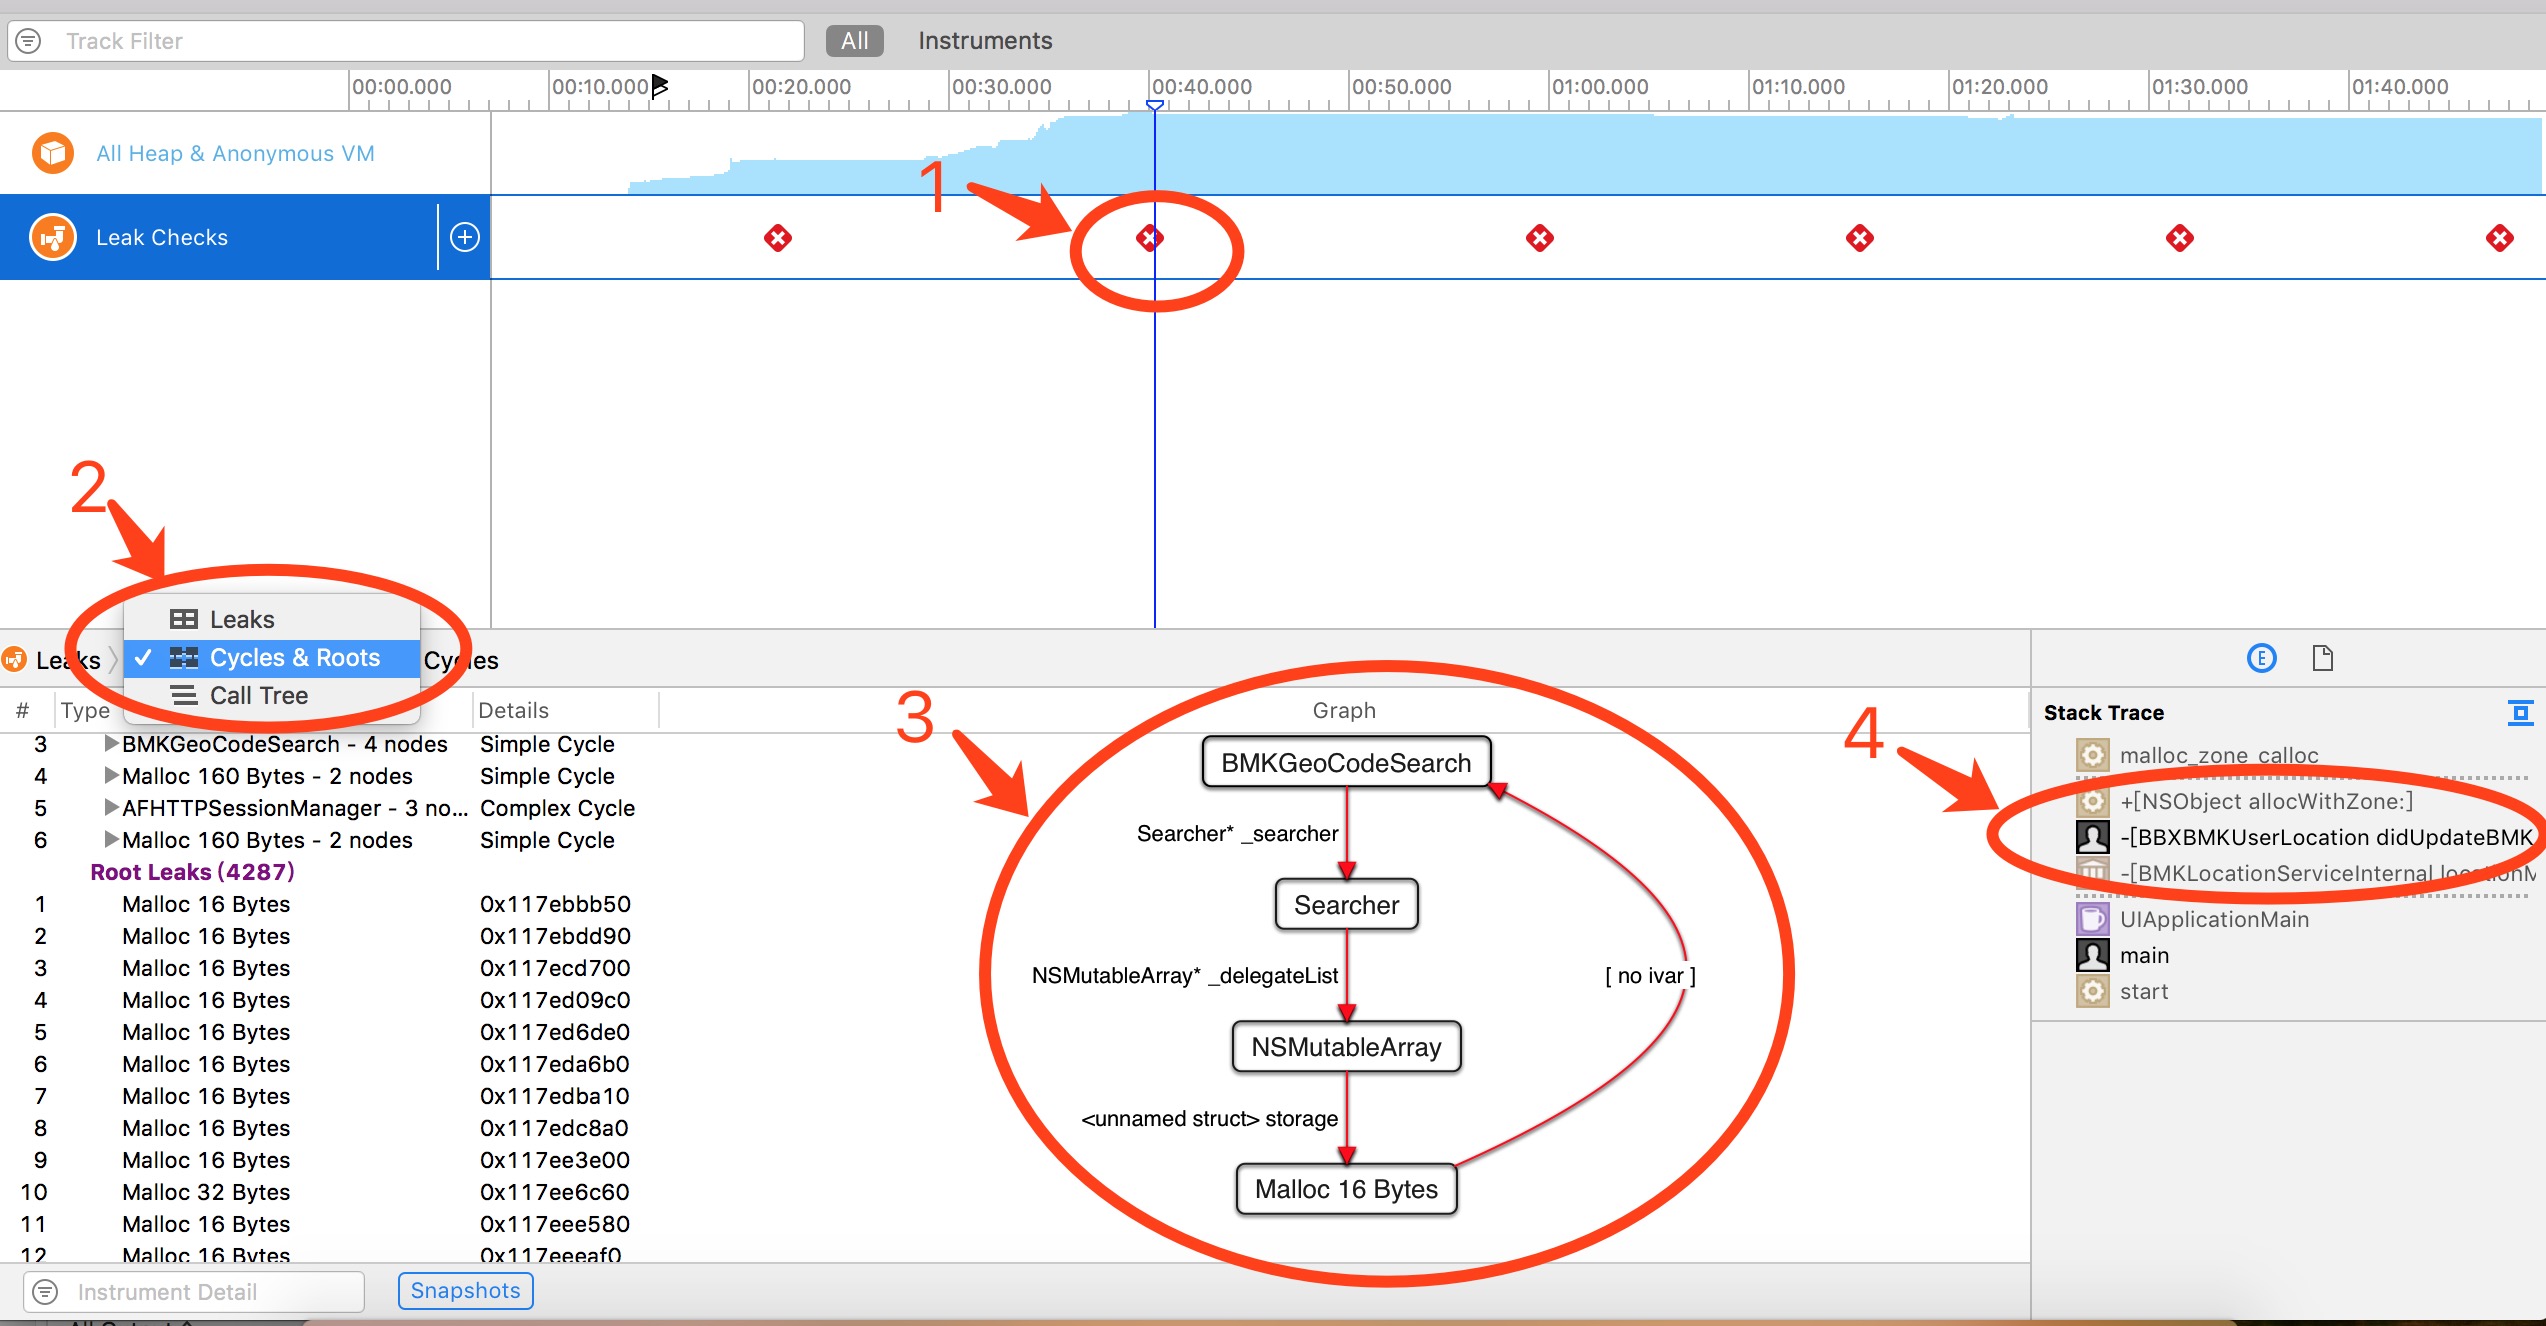 Track Filter All Instruments
00:00.000 00:10.000 00:20.000 00:30.000 00:40.000 00:50.000 01:00.000 01:10.000 01:20.000 01:30.000 01:40.000
All Heap & Anonymous VM
1
Leak Checks
2
Leaks
Leaks Cycles & Roots Cycles
Call Tree
# Type Details Graph
3 BMKGeoCodeSearch - 4 nodes Simple Cycle
4 Malloc 160 Bytes - 2 nodes Simple Cycle
5 AFHTTPSessionManager - 3 no... Complex Cycle
6 Malloc 160 Bytes - 2 nodes Simple Cycle
Root Leaks (4287)
1 Malloc 16 Bytes 0x117ebbb50
2 Malloc 16 Bytes 0x117ebdd90
3 Malloc 16 Bytes 0x117ecd700
4 Malloc 16 Bytes 0x117ed09c0
5 Malloc 16 Bytes 0x117ed6de0
6 Malloc 16 Bytes 0x117eda6b0
7 Malloc 16 Bytes 0x117edba10
8 Malloc 16 Bytes 0x117edc8a0
9 Malloc 16 Bytes 0x117ee3e00
10 Malloc 32 Bytes 0x117ee6c60
11 Malloc 16 Bytes 0x117eee580
12 Malloc 16 Bytes 0x117eeeaf0
3
BMKGeoCodeSearch
Searcher* _searcher
Searcher
NSMutableArray* _delegateList
[ no ivar ]
NSMutableArray
<unnamed struct> storage
Malloc 16 Bytes
E
Stack Trace
4
malloc_zone_calloc
+[NSObject allocWithZone:]
-[BBXBMKUserLocation didUpdateBMK
-[BMKLocationServiceInternal locationM
UIApplicationMain
main
start
Instrument Detail Snapshots